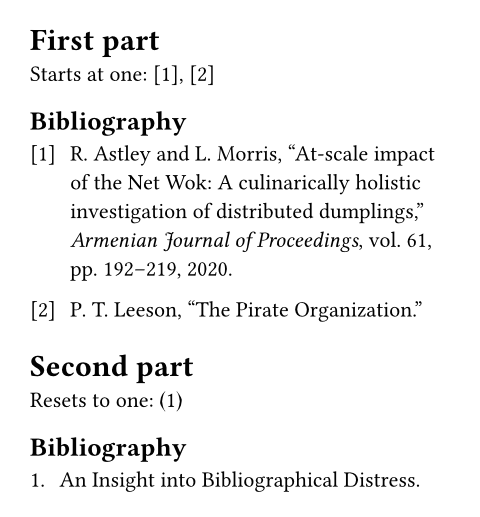 First part
Starts at one: [1], [2]
Bibliography
[1] R. Astley and L. Morris, “At-scale impact
of the Net Wok: A culinarically holistic
investigation of distributed dumplings,”
Armenian Journal of Proceedings, vol. 61,
pp. 192–219, 2020.
[2] P. T. Leeson, “The Pirate Organization.”
Second part
Resets to one: (1)
Bibliography
1. An Insight into Bibliographical Distress.